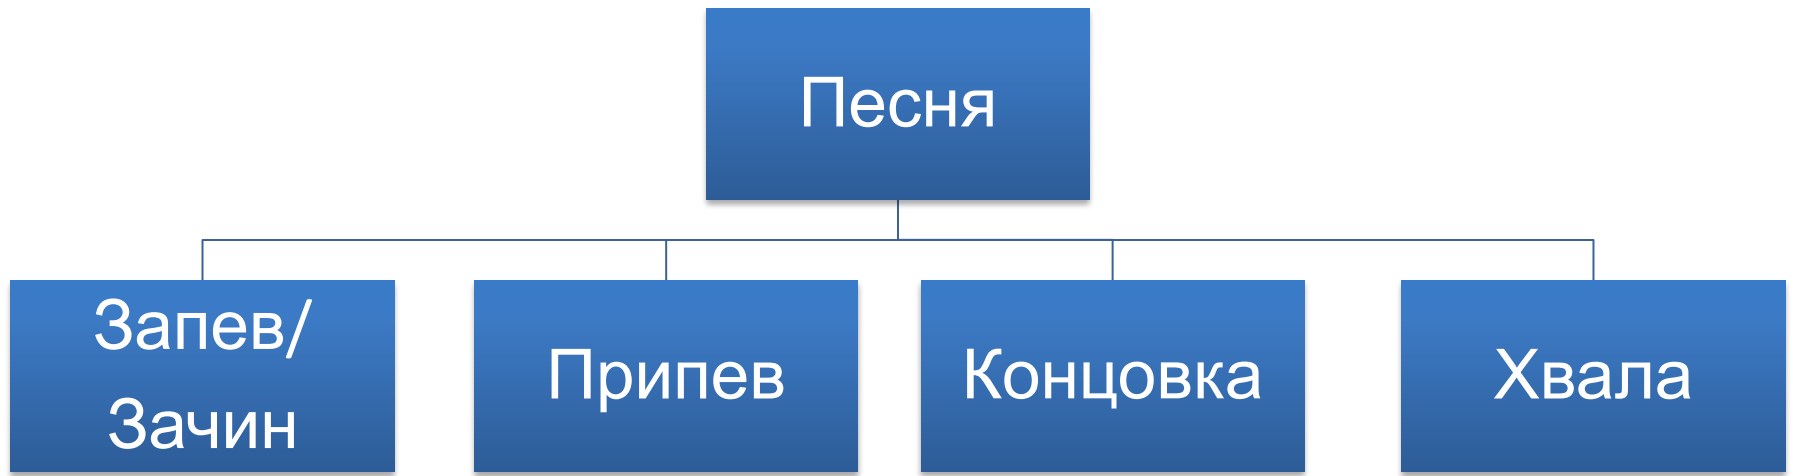 Песня
Запев/
Зачин
Припев
Концовка
Хвала